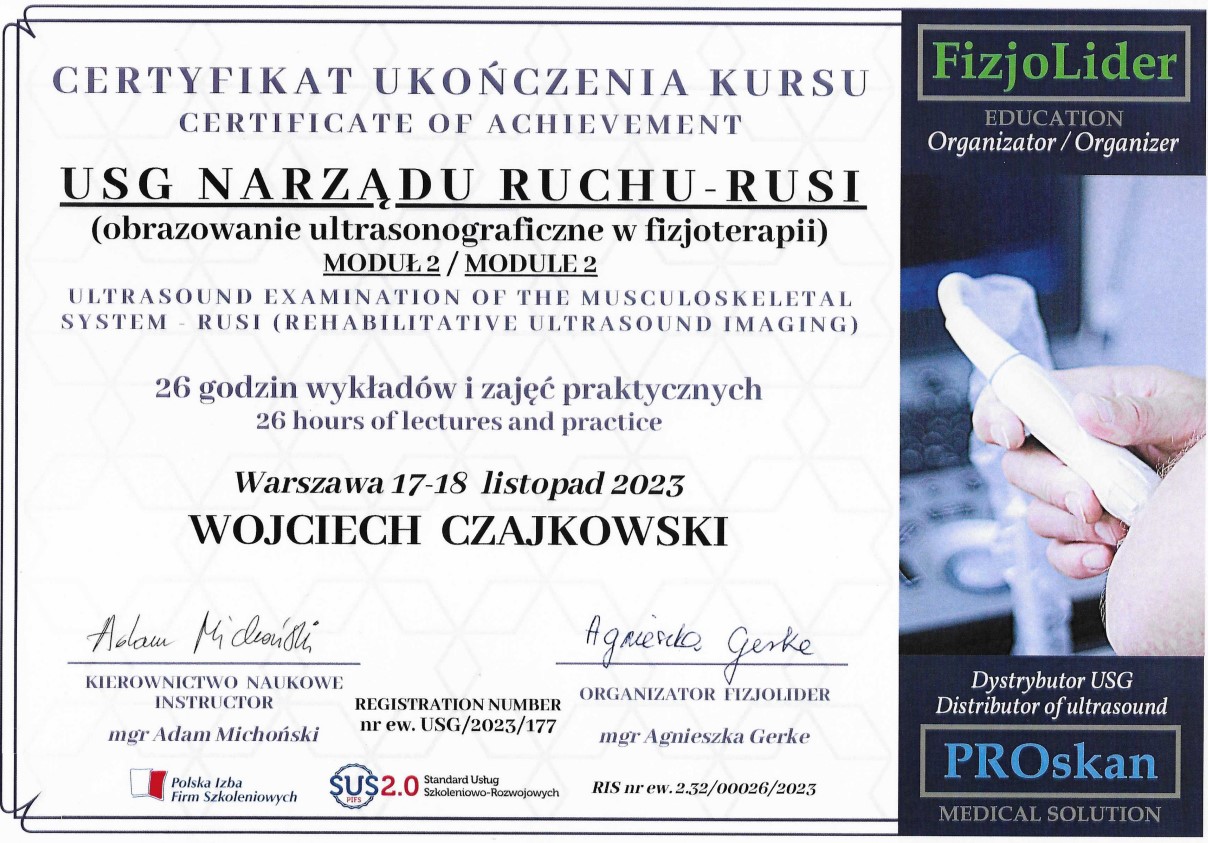 CERTYFIKAT UKOŃCZENIA KURSU
CERTIFICATE OF ACHIEVEMENT
USG NARZĄDU RUCHU-RUSI
(obrazowanie ultrasonograficzne w fizjoterapii)
MODUŁ 2 / MODULE 2
ULTRASOUND EXAMINATION OF THE MUSCULOSKELETAL
SYSTEM - RUSI (REHABILITATIVE ULTRASOUND IMAGING)
26 godzin wykładów i zajęć praktycznych
26 hours of lectures and practice
Warszawa 17-18 listopad 2023
WOJCIECH CZAJKOWSKI
Adam Michoński
KIEROWNICTWO NAUKOWE
INSTRUCTOR
mgr Adam Michoński
REGISTRATION NUMBER
nr ew. USG/2023/177
Agnieszka Gerke
ORGANIZATOR FIZJOLIDER
mgr Agnieszka Gerke
Polska Izba
Firm Szkoleniowych
SUS 2.0
PIFS
Standard Usług
Szkoleniowo-Rozwojowych
RIS nr ew. 2.32/00026/2023
FizjoLider
EDUCATION
Organizator / Organizer
Dystrybutor USG
Distributor of ultrasound
PROskan
MEDICAL SOLUTION